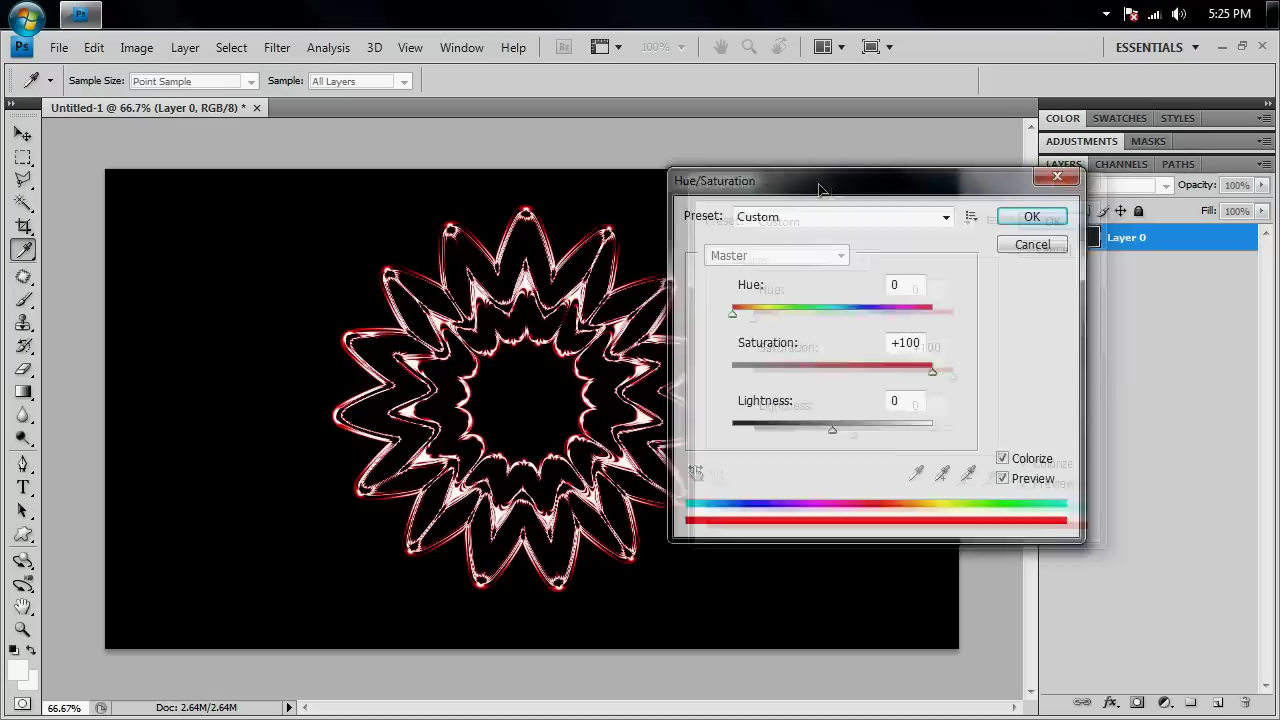 Ps
5:25 PM
Ps File Edit Image Layer Select Filter Analysis 3D View Window Help Br 100% ESSENTIALS
Sample Size: Point Sample Sample: All Layers
Untitled-1 @ 66.7% (Layer 0, RGB/8) *
COLOR SWATCHES STYLES
ADJUSTMENTS MASKS
LAYERS CHANNELS PATHS
Opacity: 100%
Fill: 100%
Layer 0
Hue/Saturation
Preset: Custom OK
Cancel
Master
Hue: 0
Saturation: +100
Lightness: 0
Colorize
Preview
T
66.67% Doc: 2.64M/2.64M
fx